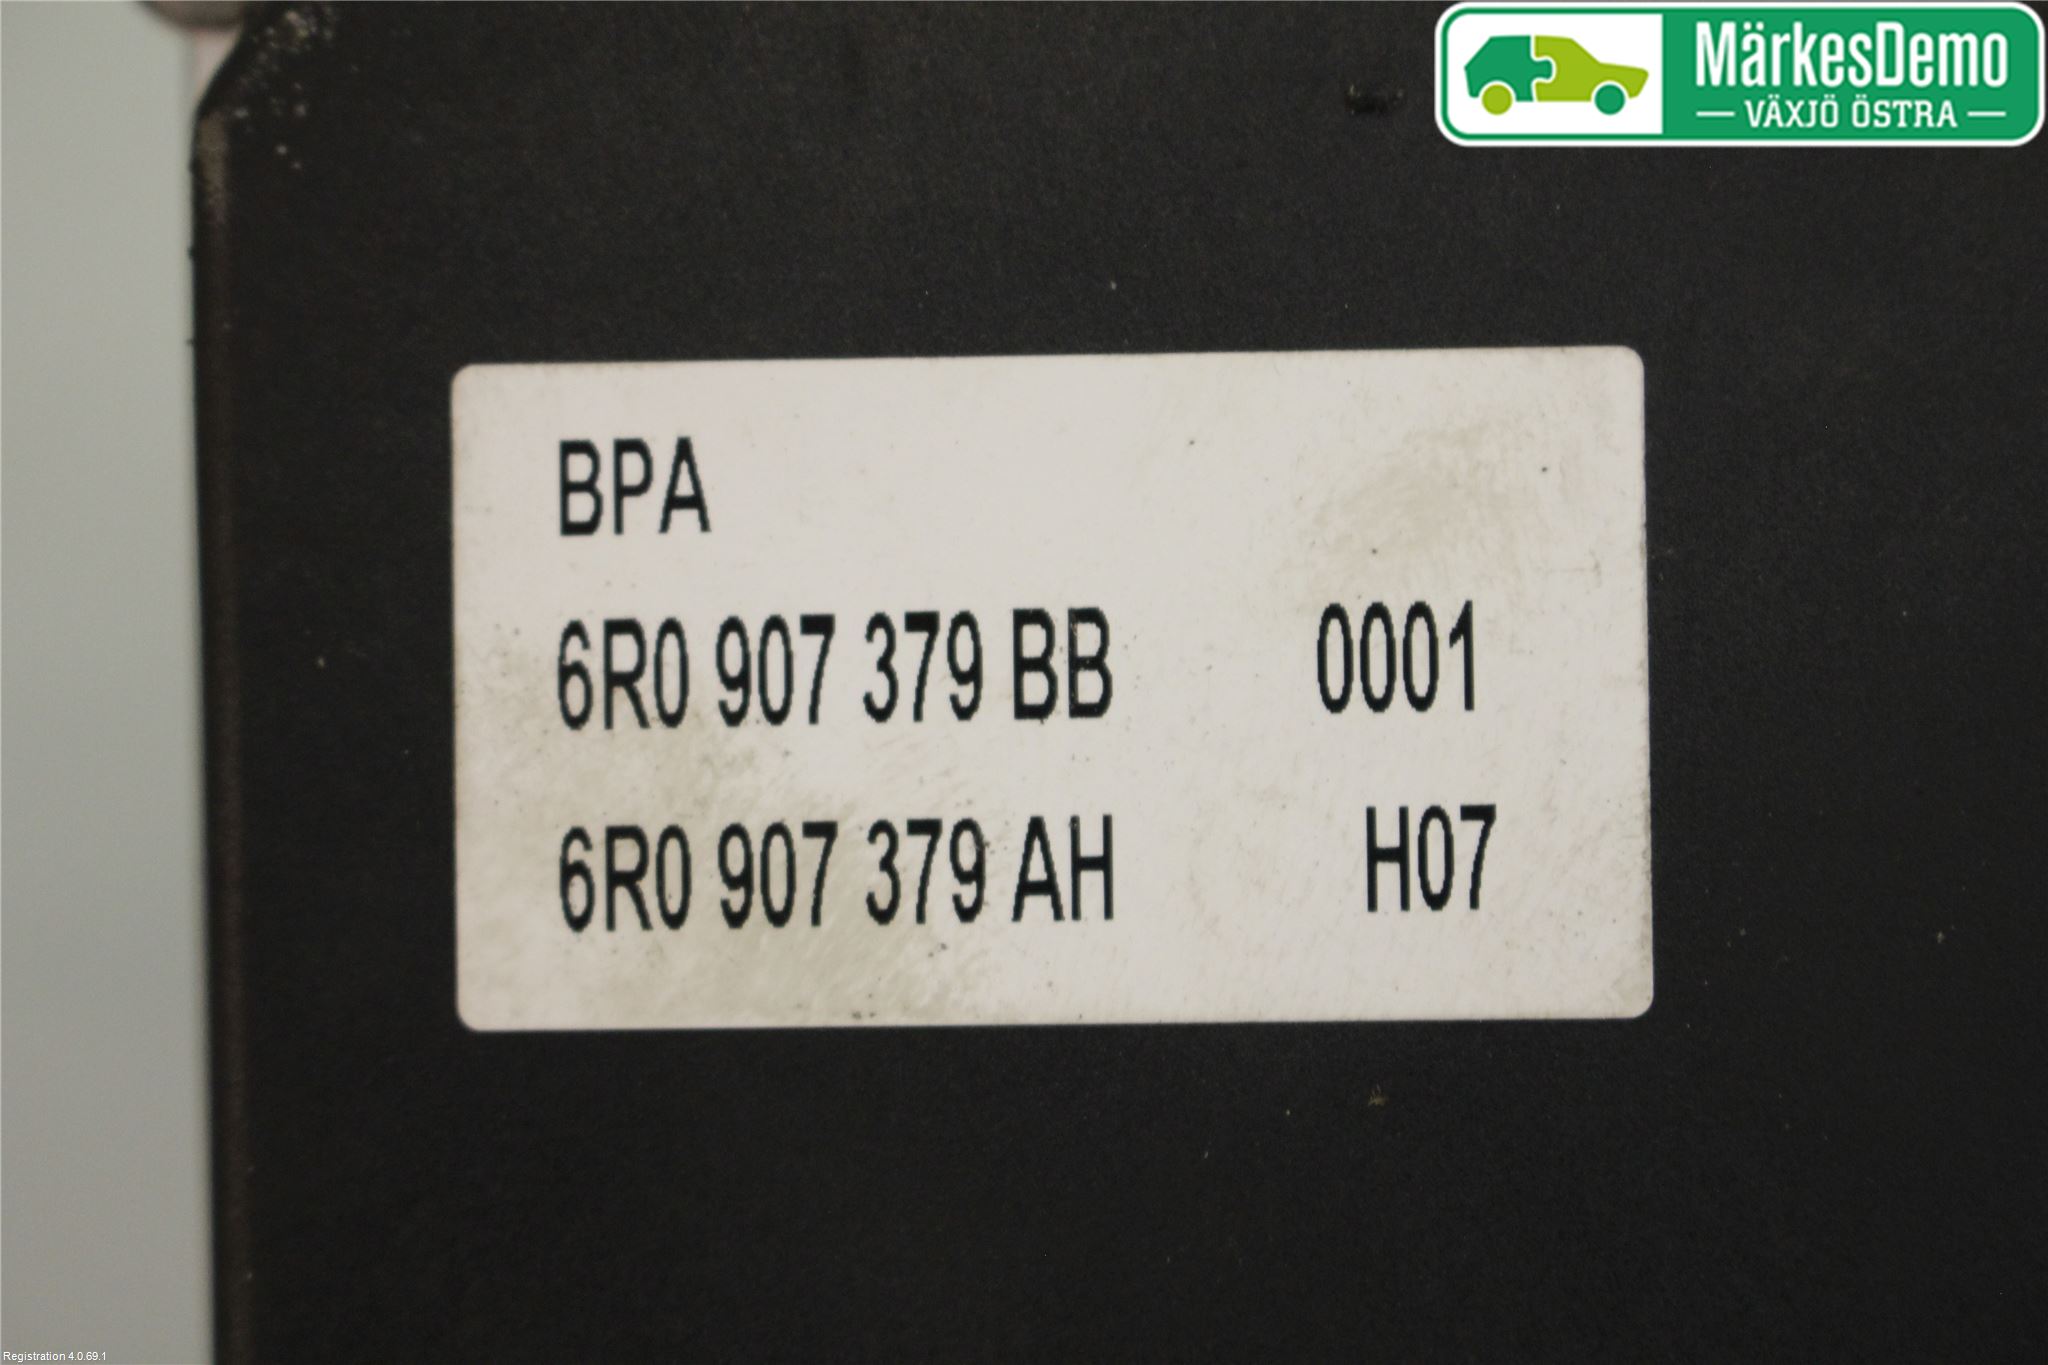 MärkesDemo
VÄXJÖ ÖSTRA
BPA
6R0 907 379 BB 0001
6R0 907 379 AH H07
Registration 4.0.69.1